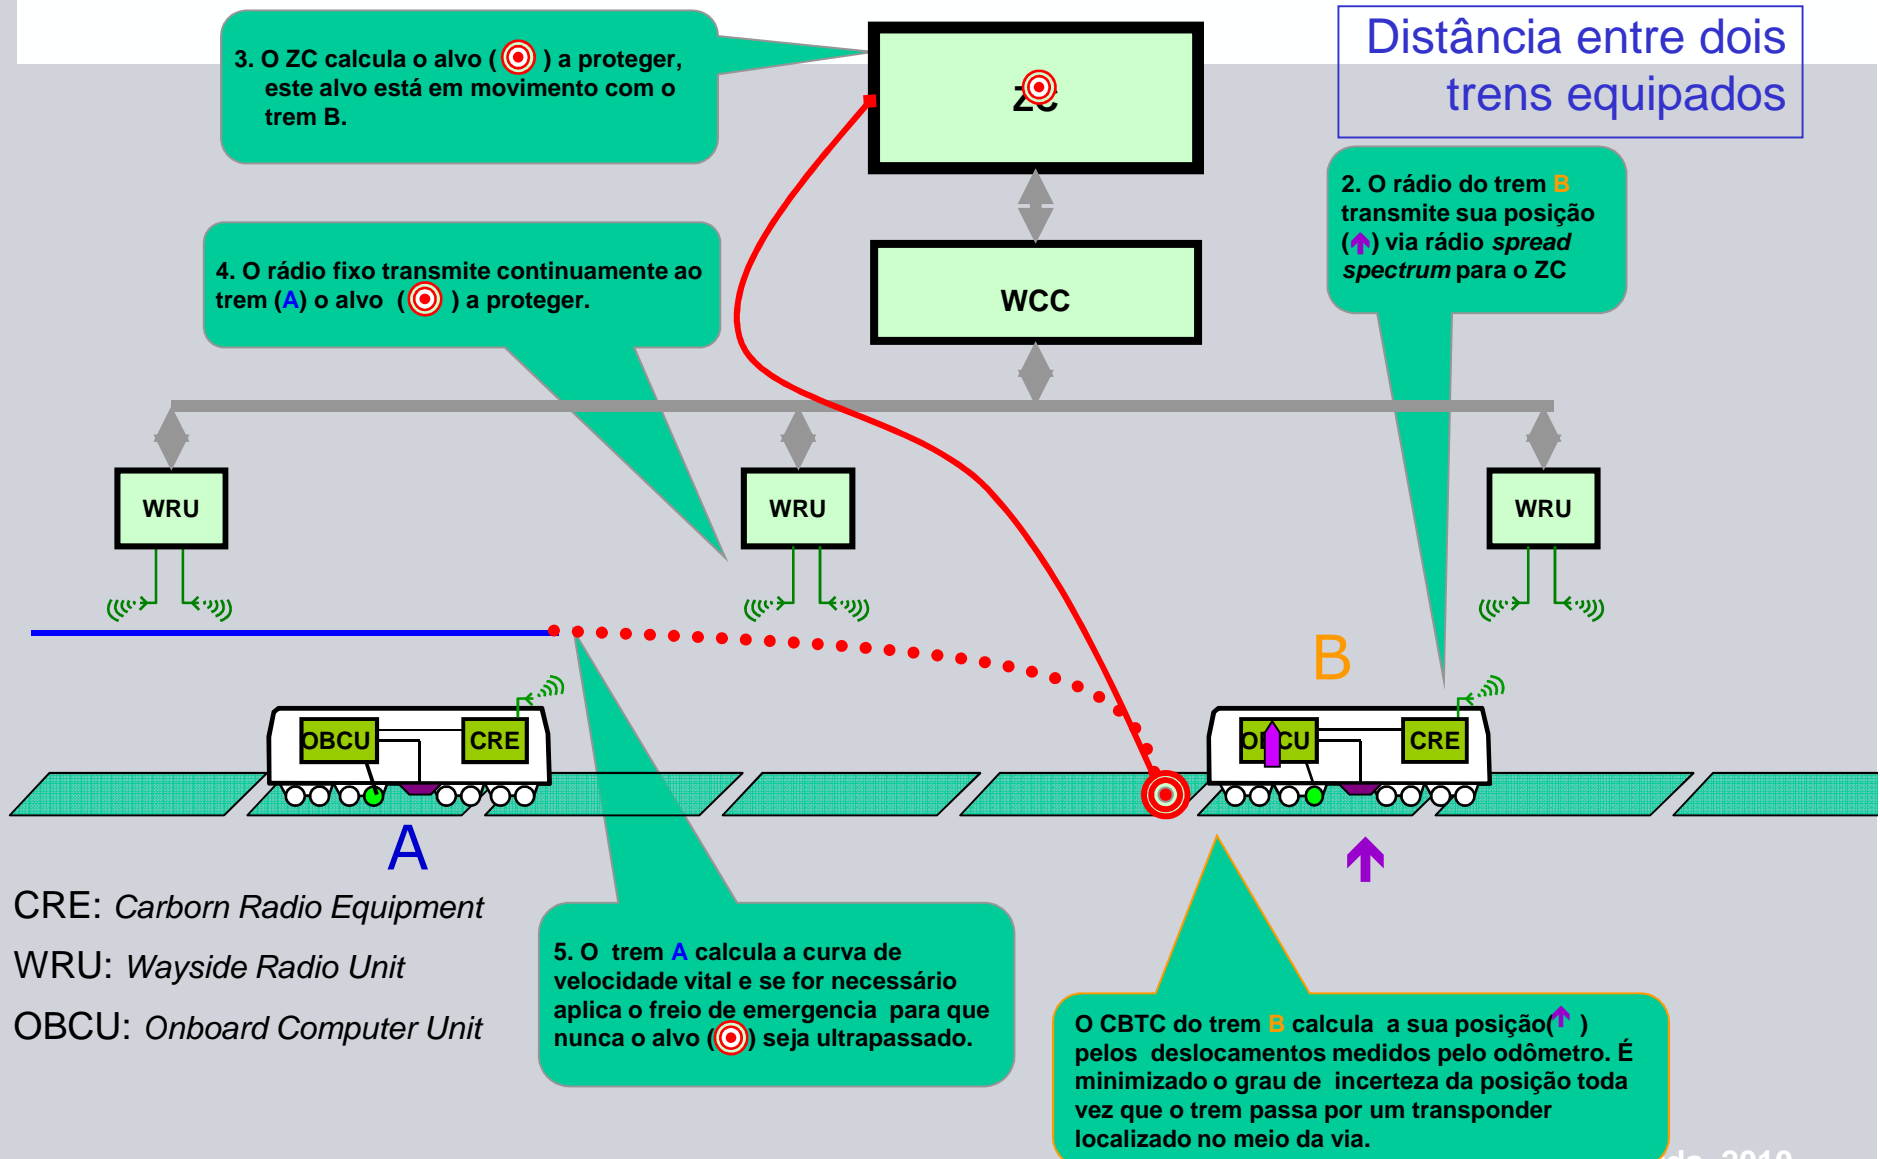 Distância entre dois
trens equipados
3. O ZC calcula o alvo ( ) a proteger,
este alvo está em movimento com o
trem B.
ZC
2. O rádio do trem B
transmite sua posição
( ) via rádio spread
spectrum para o ZC
4. O rádio fixo transmite continuamente ao
trem (A) o alvo ( ) a proteger.
WCC
WRU
WRU
WRU
B
OBCU
CRE
OBCU
CRE
A
CRE: Carborn Radio Equipment
WRU: Wayside Radio Unit
OBCU: Onboard Computer Unit
5. O trem A calcula a curva de
velocidade vital e se for necessário
aplica o freio de emergencia para que
nunca o alvo ( ) seja ultrapassado.
O CBTC do trem B calcula a sua posição( )
pelos deslocamentos medidos pelo odômetro. É
minimizado o grau de incerteza da posição toda
vez que o trem passa por um transponder
localizado no meio da via.
2010